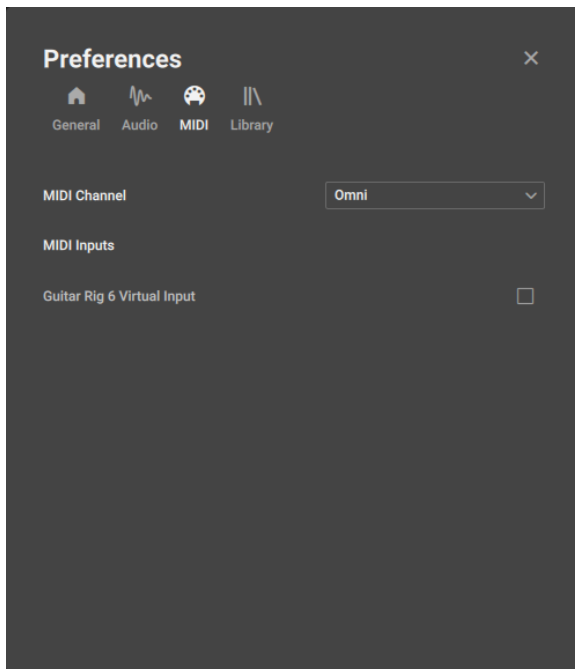 Preferences
General Audio MIDI Library
MIDI Channel Omni
MIDI Inputs
Guitar Rig 6 Virtual Input